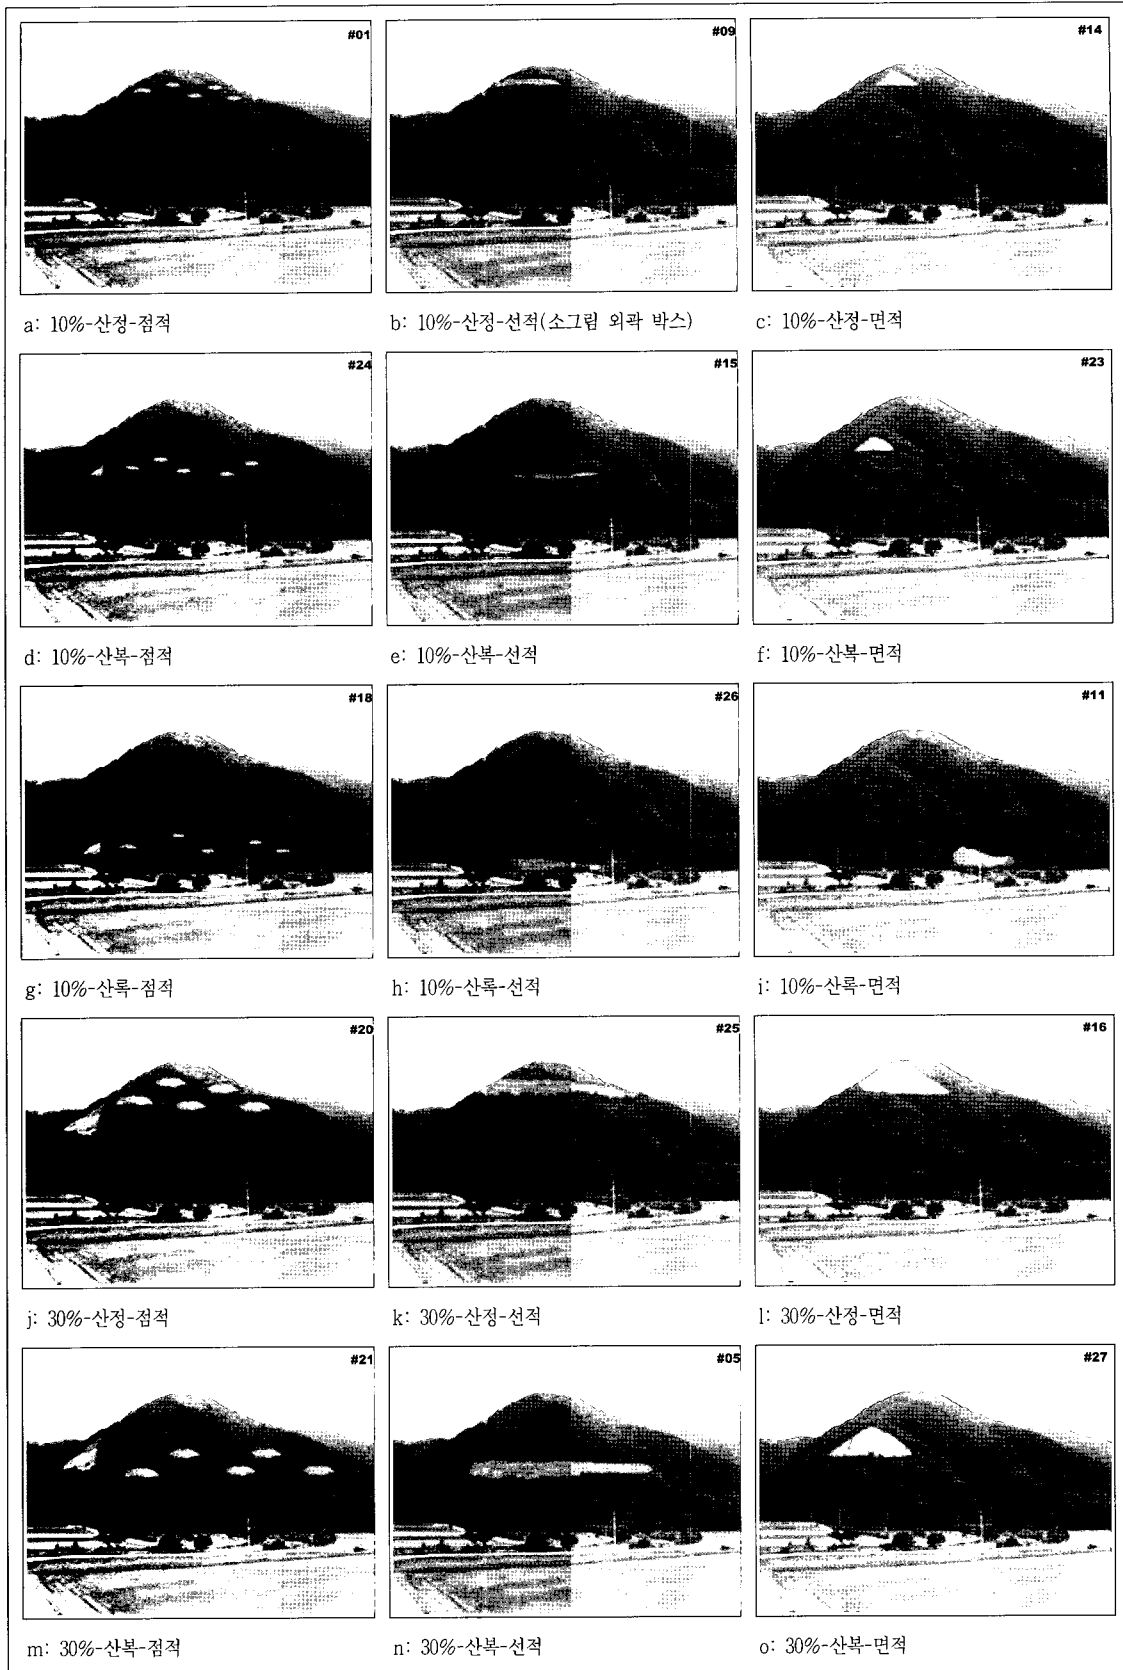 #01 #09 #14
a: 10%-산정-점적 b: 10%-산정-선적(소그림 외곽 박스) c: 10%-산정-면적
#24 #15 #23
d: 10%-산복-점적 e: 10%-산복-선적 f: 10%-산복-면적
#18 #26 #11
g: 10%-산록-점적 h: 10%-산록-선적 i: 10%-산록-면적
#20 #25 #16
j: 30%-산정-점적 k: 30%-산정-선적 l: 30%-산정-면적
#21 #05 #27
m: 30%-산복-점적 n: 30%-산복-선적 o: 30%-산복-면적